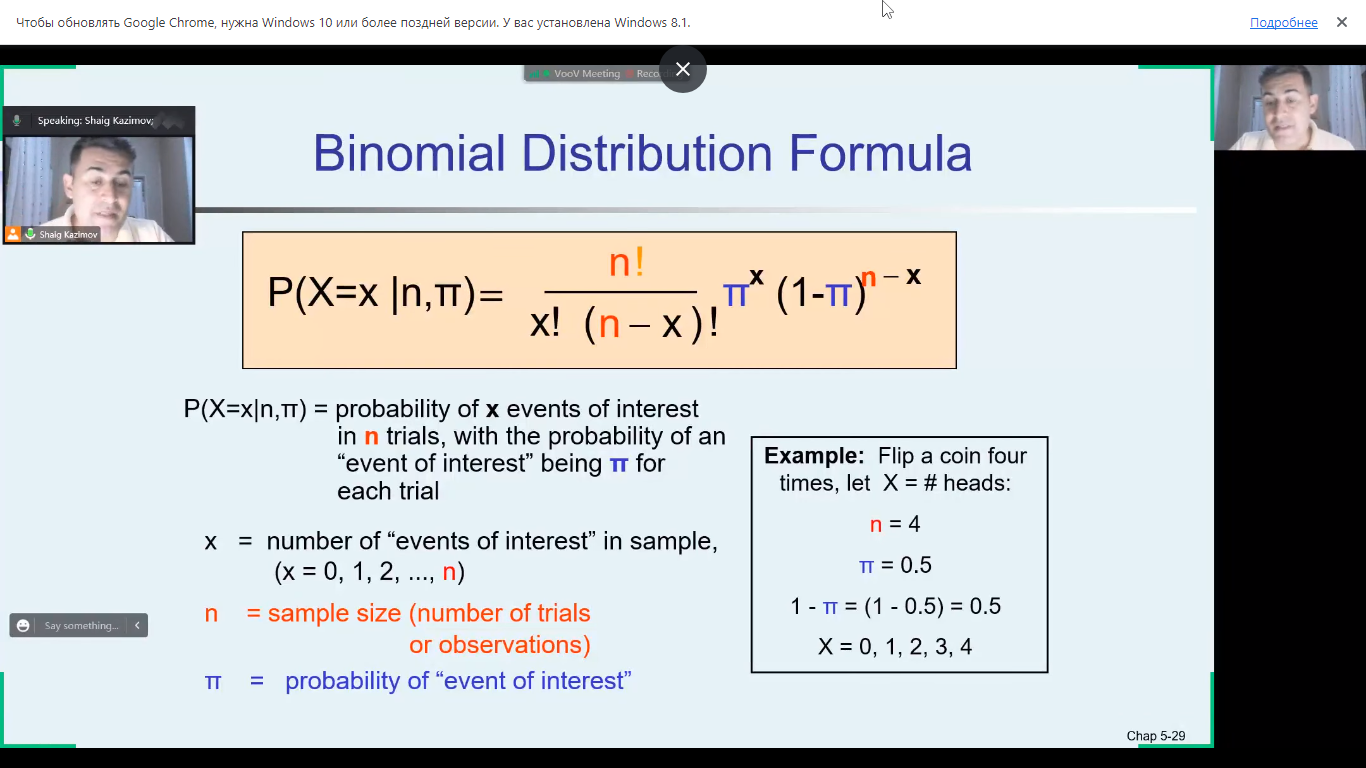 Чтобы обновлять Google Chrome, нужна Windows 10 или более поздней версии. У вас установлена Windows 8.1.
Подробнее
VooV Meeting
Speaking: Shaig Kazimov;
Shaig Kazimov
Binomial Distribution Formula
P(X=x |n,π)= n! / x! (n − x)! π^x (1-π)^n − x
P(X=x|n,π) = probability of x events of interest
in n trials, with the probability of an
“event of interest” being π for
each trial
x = number of “events of interest” in sample,
(x = 0, 1, 2, ..., n)
n = sample size (number of trials
or observations)
π = probability of “event of interest”
Example: Flip a coin four
times, let X = # heads:
n = 4
π = 0.5
1 - π = (1 - 0.5) = 0.5
X = 0, 1, 2, 3, 4
Say something...
Chap 5-29